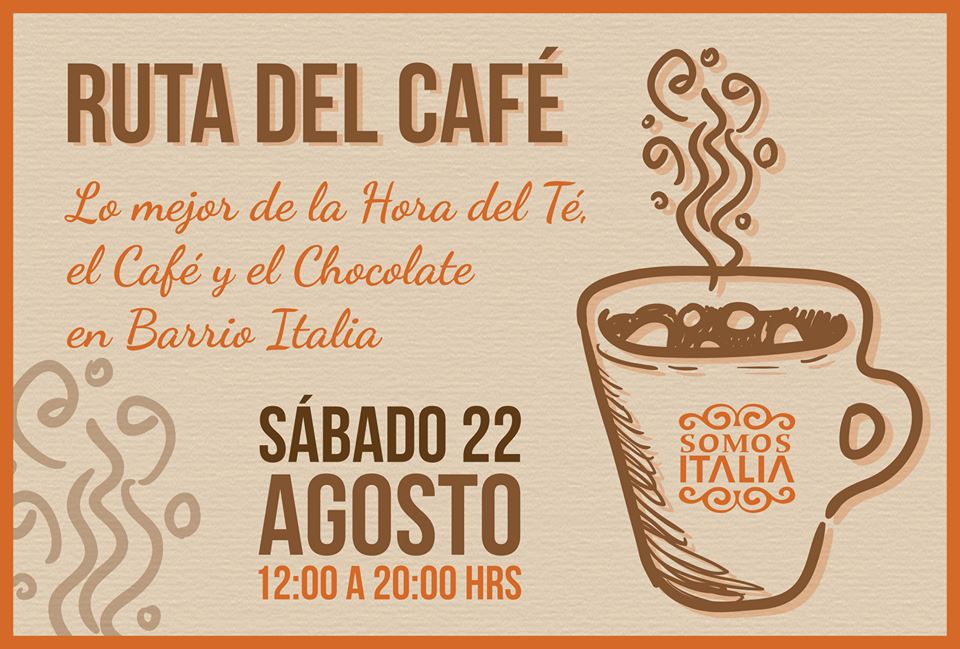 RUTA DEL CAFÉ
Lo mejor de la Hora del Té,
el Café y el Chocolate
en Barrio Italia
SÁBADO 22
AGOSTO
12:00 A 20:00 HRS
SOMOS
ITALIA